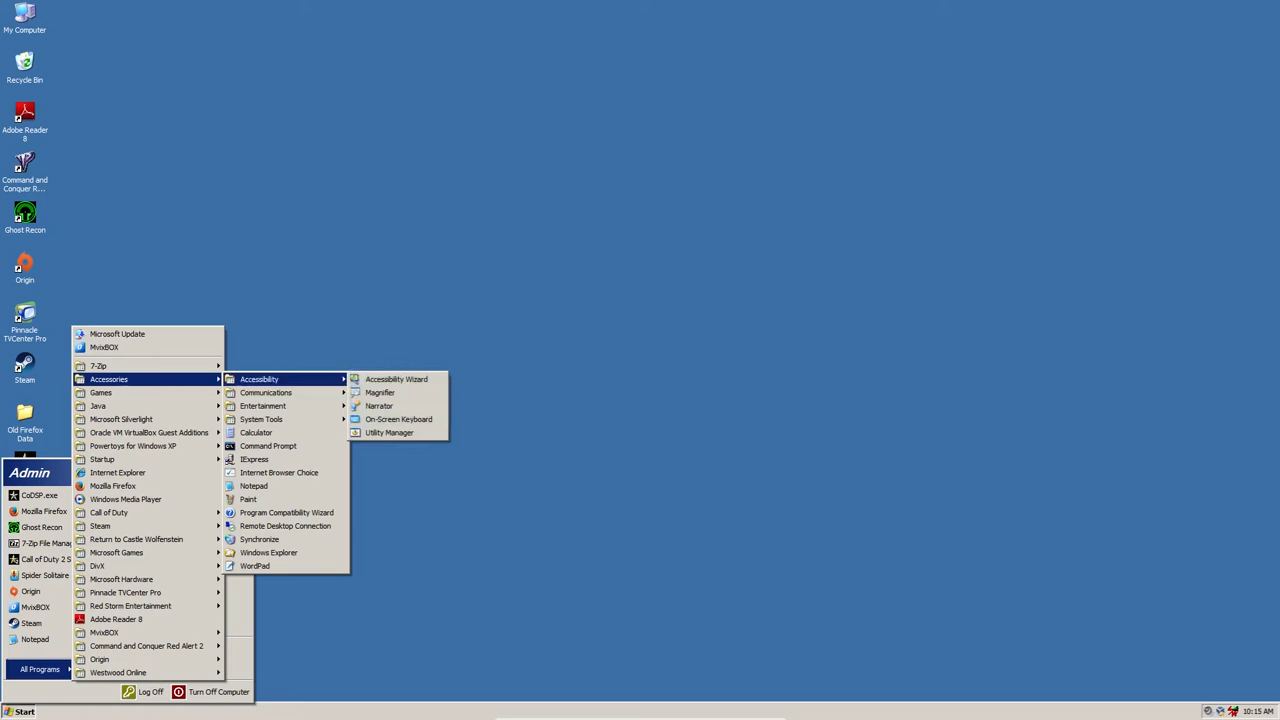 My Computer
Recycle Bin
Adobe Reader
8
Command and
Conquer R...
Ghost Recon
Origin
Pinnacle
TVCenter Pro
Steam
Old Firefox
Data
Admin
CoDSP.exe
Mozilla Firefox
Ghost Recon
7-Zip File Manag
Call of Duty 2 S
Spider Solitaire
Origin
MvixBOX
Steam
Notepad
All Programs
Log Off
Turn Off Computer
Microsoft Update
MvixBOX
7-Zip
Accessories
Games
Java
Microsoft Silverlight
Oracle VM VirtualBox Guest Additions
Powertoys for Windows XP
Startup
Internet Explorer
Mozilla Firefox
Windows Media Player
Call of Duty
Steam
Return to Castle Wolfenstein
Microsoft Games
DivX
Microsoft Hardware
Pinnacle TVCenter Pro
Red Storm Entertainment
Adobe Reader 8
MvixBOX
Command and Conquer Red Alert 2
Origin
Westwood Online
Accessibility
Communications
Entertainment
System Tools
Calculator
Command Prompt
IExpress
Internet Browser Choice
Notepad
Paint
Program Compatibility Wizard
Remote Desktop Connection
Synchronize
Windows Explorer
WordPad
Accessibility Wizard
Magnifier
Narrator
On-Screen Keyboard
Utility Manager
Start
10:15 AM